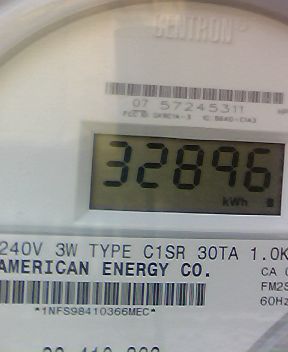 CENTRON
07 57245311
32896
kWh
240V 3W TYPE C1SR 30TA 1.0K
AMERICAN ENERGY CO.
CA
FM2S
60Hz
*1NFS98410366MEC*